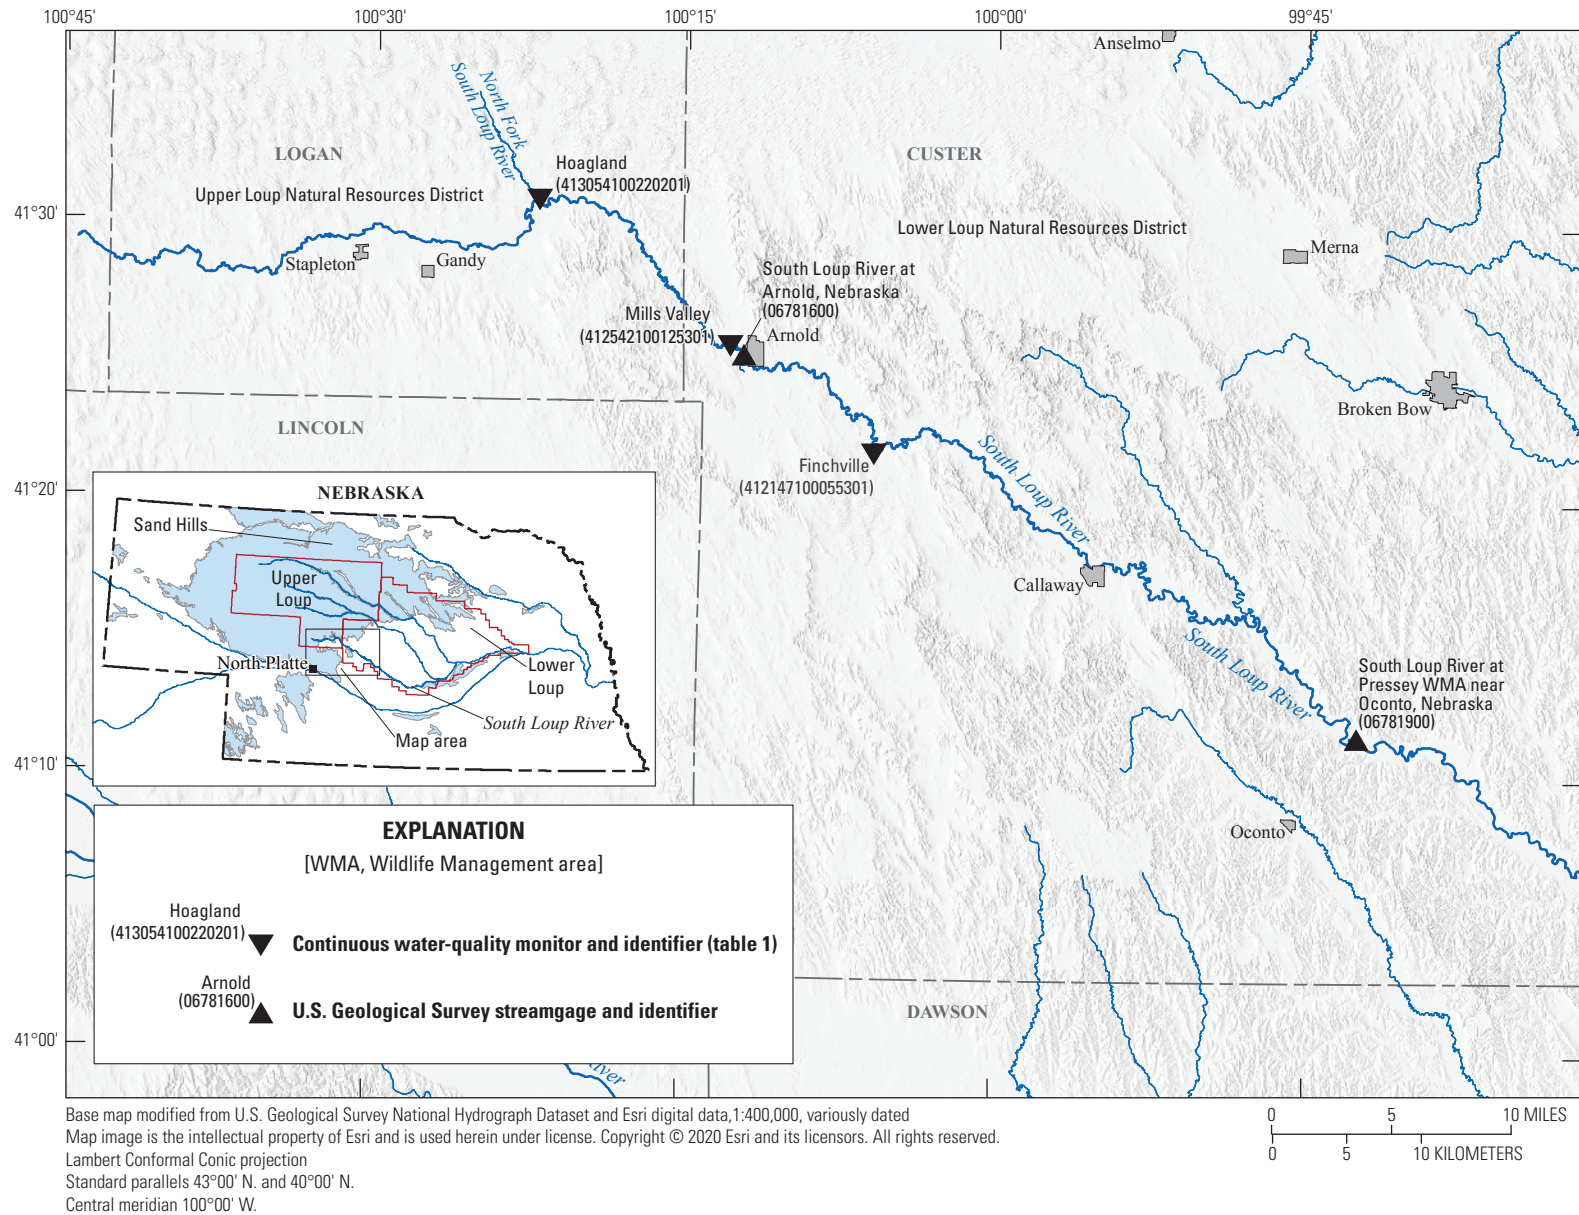 100°45'
100°30'
100°15'
100°00'
99°45'
Anselmo
North Fork
South Loup River
LOGAN
CUSTER
Hoagland
(413054100220201)
Upper Loup Natural Resources District
41°30'
Lower Loup Natural Resources District
Merna
Stapleton
Gandy
South Loup River at
Arnold, Nebraska
(06781600)
Mills Valley
(412542100125301)
Arnold
Broken Bow
LINCOLN
Finchville
(412147100055301)
South Loup River
41°20'
NEBRASKA
Sand Hills
Upper
Loup
North Platte
Lower
Loup
South Loup River
Map area
Callaway
South Loup River
South Loup River at
Pressey WMA near
Oconto, Nebraska
(06781900)
41°10'
Oconto
EXPLANATION
[WMA, Wildlife Management area]
Hoagland
(413054100220201)
Continuous water-quality monitor and identifier (table 1)
Arnold
(06781600)
U.S. Geological Survey streamgage and identifier
DAWSON
41°00'
Base map modified from U.S. Geological Survey National Hydrograph Dataset and Esri digital data,1:400,000, variously dated
Map image is the intellectual property of Esri and is used herein under license. Copyright © 2020 Esri and its licensors. All rights reserved.
Lambert Conformal Conic projection
Standard parallels 43°00' N. and 40°00' N.
Central meridian 100°00' W.
0 5 10 MILES
0 5 10 KILOMETERS